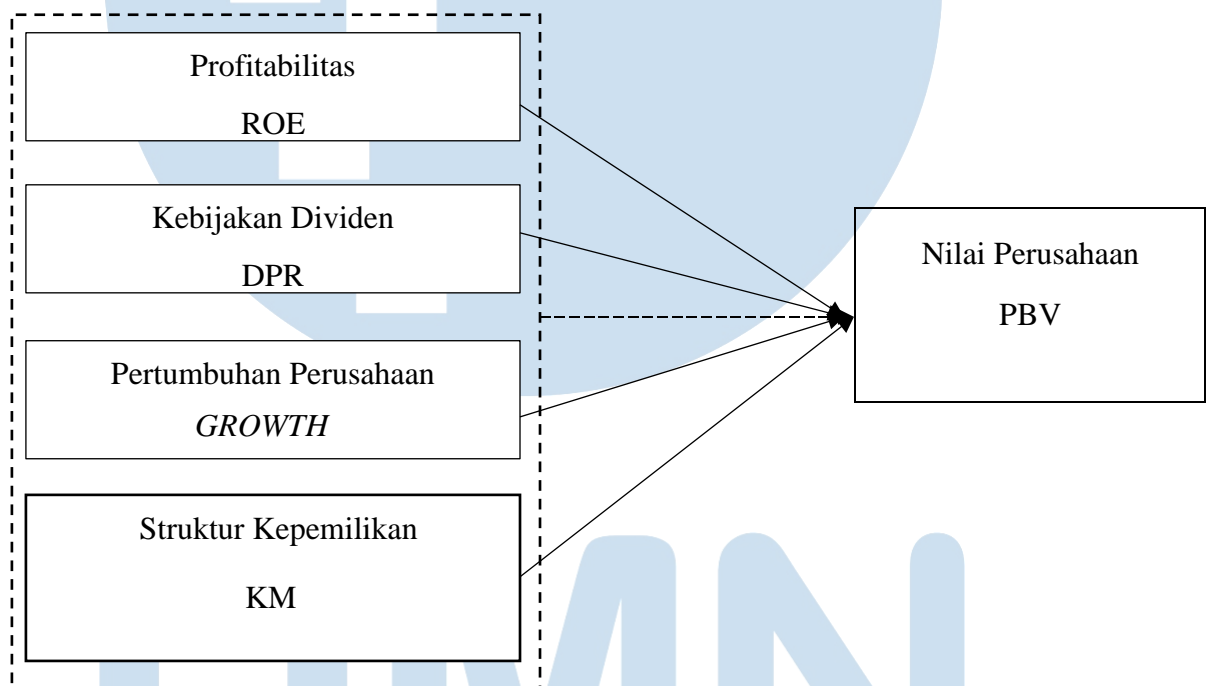 Profitabilitas
ROE
Kebijakan Dividen
DPR
Pertumbuhan Perusahaan
GROWTH
Struktur Kepemilikan
KM
Nilai Perusahaan
PBV